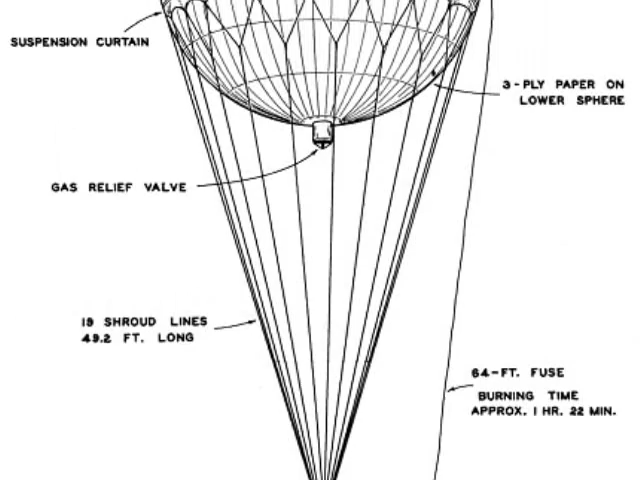 SUSPENSION CURTAIN
3-PLY PAPER ON
LOWER SPHERE
GAS RELIEF VALVE
19 SHROUD LINES
49.2 FT. LONG
64-FT. FUSE
BURNING TIME
APPROX. 1 HR. 22 MIN.